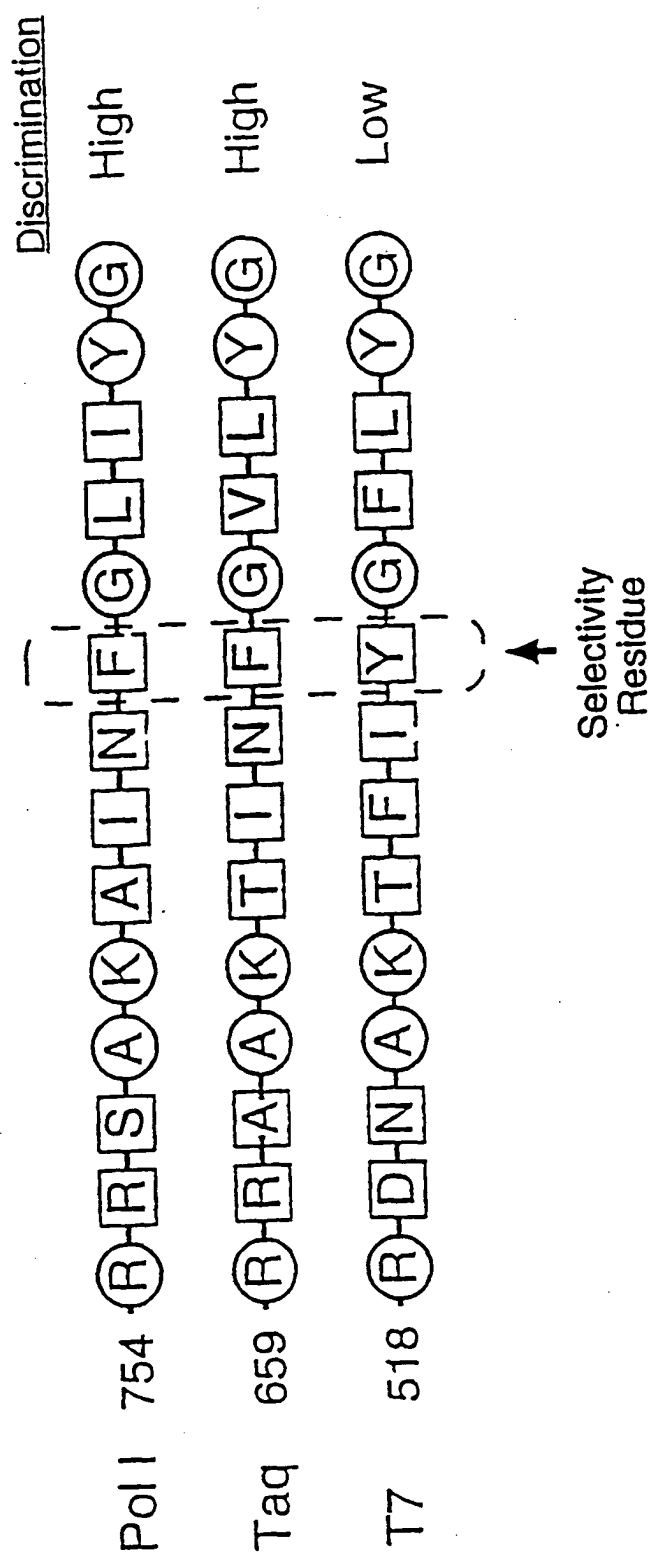 Discrimination
Pol I 754 R R S A K A I N F G L I Y G High
Taq 659 R R A A K T I N F G V L Y G High
T7 518 R D N A K T F I Y G F L Y G Low
Selectivity
Residue